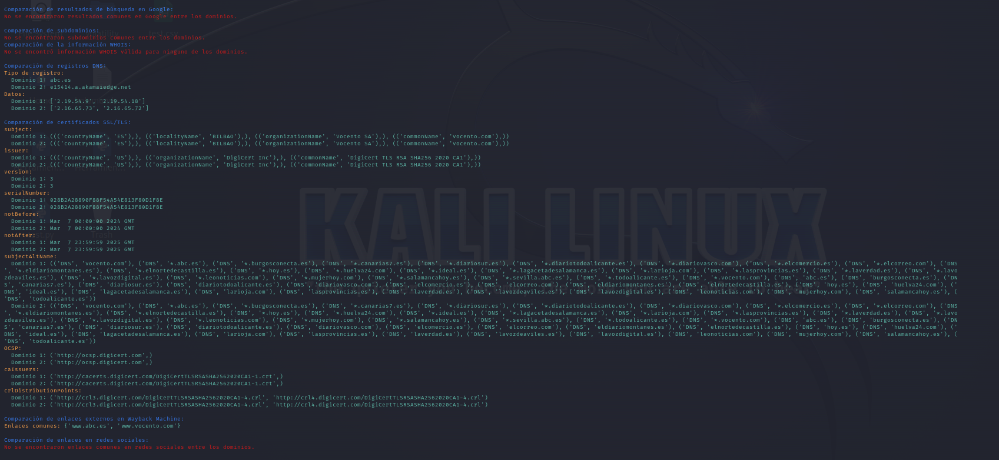 Comparación de resultados de búsqueda en Google:
No se encontraron resultados comunes en Google entre los dominios.
Comparación de subdominios:
test.csv
No se encontraron subdominios comunes entre los dominios.
Comparación de la información WHOIS:
No se encontró información WHOIS válida para ninguno de los dominios.
Comparación de registros DNS:
Tipo de registro:
Dominio 1: abc.es
Dominio 2: e15414.a.akamaiedge.net
Datos:
Dominio 1: ['2.19.54.9', '2.19.54.18']
Dominio 2: ['2.16.65.73', '2.16.65.72']
Comparación de certificados SSL/TLS:
subject:
Dominio 1: ((('countryName', 'ES'),), (('localityName', 'BILBAO'),), (('organizationName', 'Vocento SA'),), (('commonName', 'vocento.com'),))
Dominio 2: ((('countryName', 'ES'),), (('localityName', 'BILBAO'),), (('organizationName', 'Vocento SA'),), (('commonName', 'vocento.com'),))
issuer:
Dominio 1: ((('countryName', 'US'),), (('organizationName', 'DigiCert Inc'),), (('commonName', 'DigiCert TLS RSA SHA256 2020 CA1'),))
Dominio 2: ((('countryName', 'US'),), (('organizationName', 'DigiCert Inc'),), (('commonName', 'DigiCert TLS RSA SHA256 2020 CA1'),))
version:
Dominio 1: 3
Dominio 2: 3
serialNumber:
Dominio 1: 028B2A28890F88F54A54E813F80D1F8E
Dominio 2: 028B2A28890F88F54A54E813F80D1F8E
KALI LINUX
notBefore:
Dominio 1: Mar  7 00:00:00 2024 GMT
Dominio 2: Mar  7 00:00:00 2024 GMT
notAfter:
Trash
Dominio 1: Mar  7 23:59:59 2025 GMT
Dominio 2: Mar  7 23:59:59 2025 GMT
subjectAltName:
Dominio 1: (('DNS', 'vocento.com'), ('DNS', '*.abc.es'), ('DNS', '*.burgosconecta.es'), ('DNS', '*.canarias7.es'), ('DNS', '*.diariosur.es'), ('DNS', '*.diariotodoalicante.es'), ('DNS', '*.diariovasco.com'), ('DNS', '*.elcomercio.es'), ('DNS', '*.elcorreo.com'), ('DNS
', '*.eldiariomontanes.es'), ('DNS', '*.elnortedecastilla.es'), ('DNS', '*.hoy.es'), ('DNS', '*.huelva24.com'), ('DNS', '*.ideal.es'), ('DNS', '*.lagacetadesalamanca.es'), ('DNS', '*.larioja.com'), ('DNS', '*.lasprovincias.es'), ('DNS', '*.laverdad.es'), ('DNS', '*.lavo
zdeaviles.es'), ('DNS', '*.lavozdigital.es'), ('DNS', '*.leonoticias.com'), ('DNS', '*.mujerhoy.com'), ('DNS', '*.salamancahoy.es'), ('DNS', '*.sevilla.abc.es'), ('DNS', '*.todoalicante.es'), ('DNS', '*.vocento.com'), ('DNS', 'abc.es'), ('DNS', 'burgosconecta.es'), ('DN
S', 'canarias7.es'), ('DNS', 'diariosur.es'), ('DNS', 'diariotodoalicante.es'), ('DNS', 'diariovasco.com'), ('DNS', 'elcomercio.es'), ('DNS', 'elcorreo.com'), ('DNS', 'eldiariomontanes.es'), ('DNS', 'elnortedecastilla.es'), ('DNS', 'hoy.es'), ('DNS', 'huelva24.com'), ('
DNS', 'ideal.es'), ('DNS', 'lagacetadesalamanca.es'), ('DNS', 'larioja.com'), ('DNS', 'lasprovincias.es'), ('DNS', 'laverdad.es'), ('DNS', 'lavozdeaviles.es'), ('DNS', 'lavozdigital.es'), ('DNS', 'leonoticias.com'), ('DNS', 'mujerhoy.com'), ('DNS', 'salamancahoy.es'), (
'DNS', 'todoalicante.es'))
Dominio 2: (('DNS', 'vocento.com'), ('DNS', '*.abc.es'), ('DNS', '*.burgosconecta.es'), ('DNS', '*.canarias7.es'), ('DNS', '*.diariosur.es'), ('DNS', '*.diariotodoalicante.es'), ('DNS', '*.diariovasco.com'), ('DNS', '*.elcomercio.es'), ('DNS', '*.elcorreo.com'), ('DNS
', '*.eldiariomontanes.es'), ('DNS', '*.elnortedecastilla.es'), ('DNS', '*.hoy.es'), ('DNS', '*.huelva24.com'), ('DNS', '*.ideal.es'), ('DNS', '*.lagacetadesalamanca.es'), ('DNS', '*.larioja.com'), ('DNS', '*.lasprovincias.es'), ('DNS', '*.laverdad.es'), ('DNS', '*.lavo
zdeaviles.es'), ('DNS', '*.lavozdigital.es'), ('DNS', '*.leonoticias.com'), ('DNS', '*.mujerhoy.com'), ('DNS', '*.salamancahoy.es'), ('DNS', '*.sevilla.abc.es'), ('DNS', '*.todoalicante.es'), ('DNS', '*.vocento.com'), ('DNS', 'abc.es'), ('DNS', 'burgosconecta.es'), ('DN
S', 'canarias7.es'), ('DNS', 'diariosur.es'), ('DNS', 'diariotodoalicante.es'), ('DNS', 'diariovasco.com'), ('DNS', 'elcomercio.es'), ('DNS', 'elcorreo.com'), ('DNS', 'eldiariomontanes.es'), ('DNS', 'elnortedecastilla.es'), ('DNS', 'hoy.es'), ('DNS', 'huelva24.com'), ('
DNS', 'ideal.es'), ('DNS', 'lagacetadesalamanca.es'), ('DNS', 'larioja.com'), ('DNS', 'lasprovincias.es'), ('DNS', 'laverdad.es'), ('DNS', 'lavozdeaviles.es'), ('DNS', 'lavozdigital.es'), ('DNS', 'leonoticias.com'), ('DNS', 'mujerhoy.com'), ('DNS', 'salamancahoy.es'), (
'DNS', 'todoalicante.es'))
OCSP:
Dominio 1: ('http://ocsp.digicert.com',)
Dominio 2: ('http://ocsp.digicert.com',)
caIssuers:
Dominio 1: ('http://cacerts.digicert.com/DigiCertTLSRSASHA2562020CA1-1.crt',)
Dominio 2: ('http://cacerts.digicert.com/DigiCertTLSRSASHA2562020CA1-1.crt',)
crlDistributionPoints:
Dominio 1: ('http://crl3.digicert.com/DigiCertTLSRSASHA2562020CA1-4.crl', 'http://crl4.digicert.com/DigiCertTLSRSASHA2562020CA1-4.crl')
Dominio 2: ('http://crl3.digicert.com/DigiCertTLSRSASHA2562020CA1-4.crl', 'http://crl4.digicert.com/DigiCertTLSRSASHA2562020CA1-4.crl')
Comparación de enlaces externos en Wayback Machine:
Enlaces comunes: {'www.abc.es', 'www.vocento.com'}
Comparación de enlaces en redes sociales:
No se encontraron enlaces comunes en redes sociales entre los dominios.